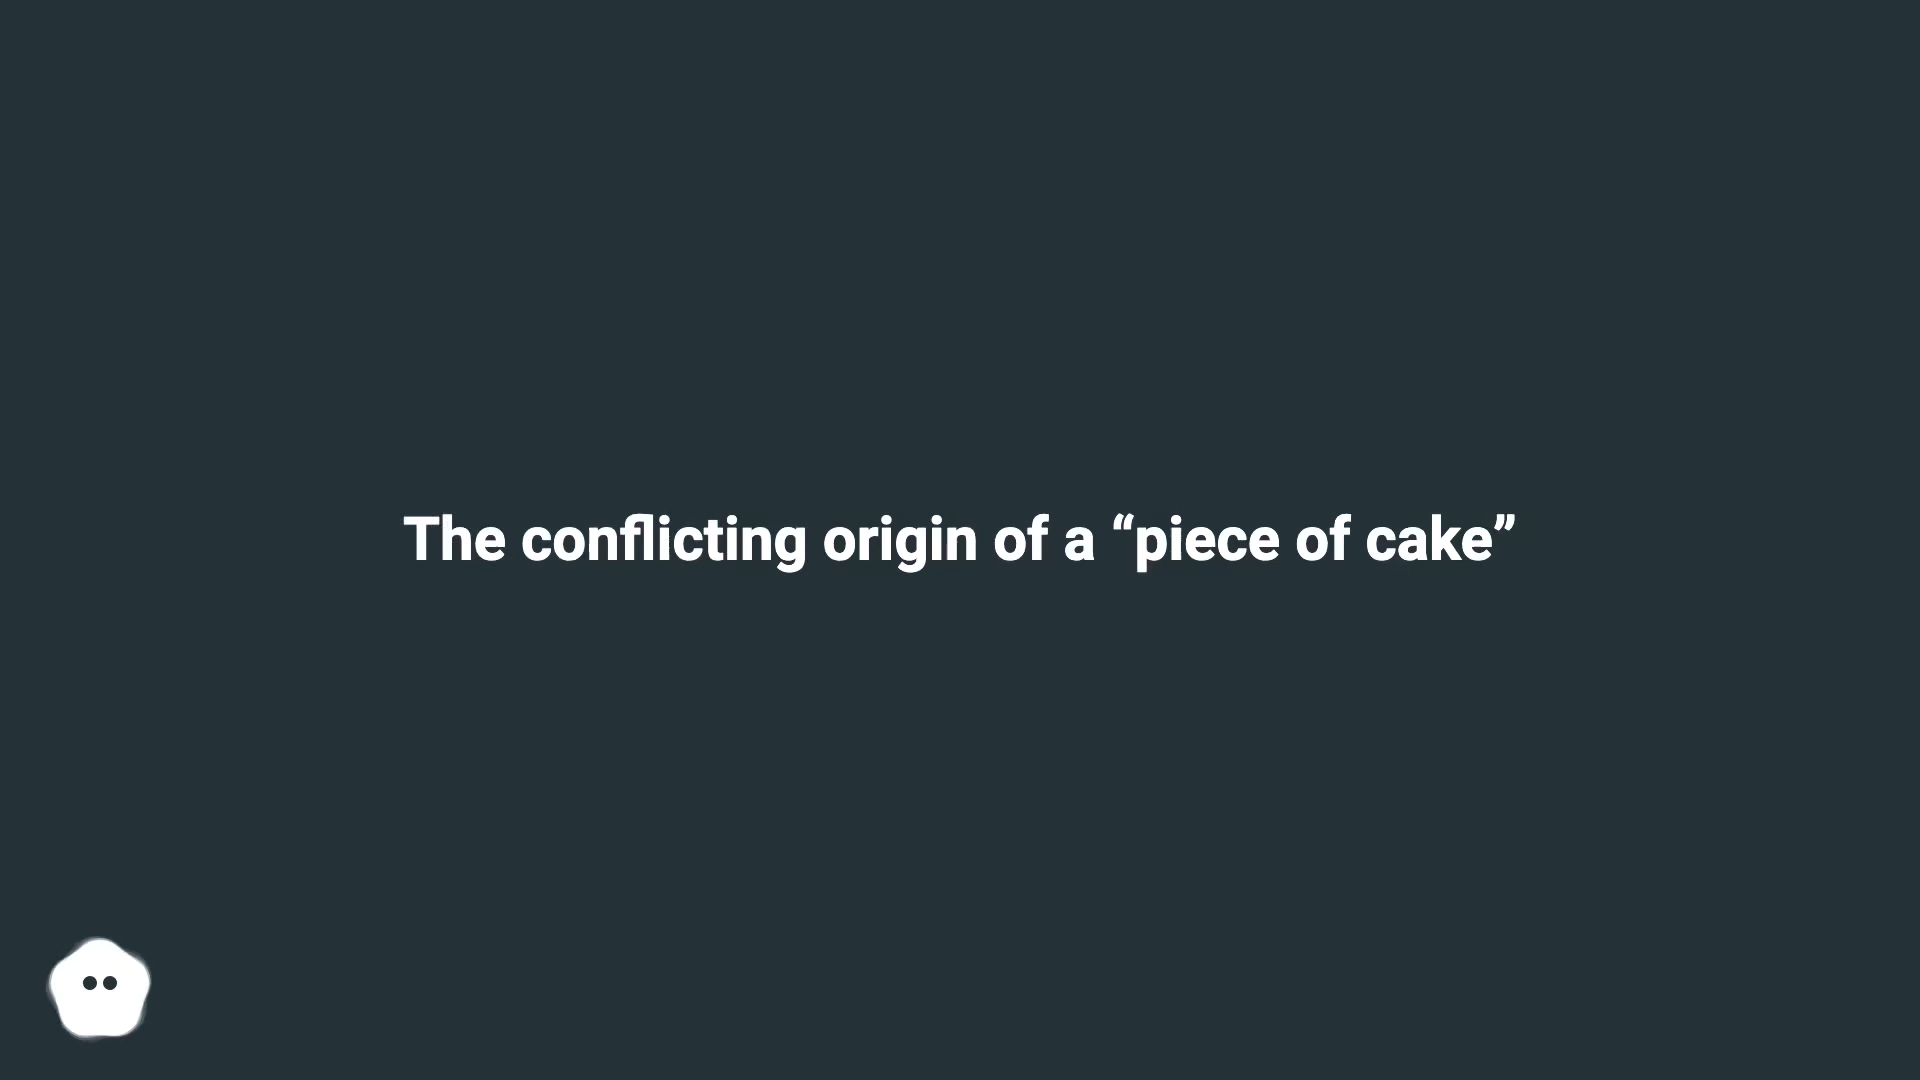 The conflicting origin of a “piece of cake”